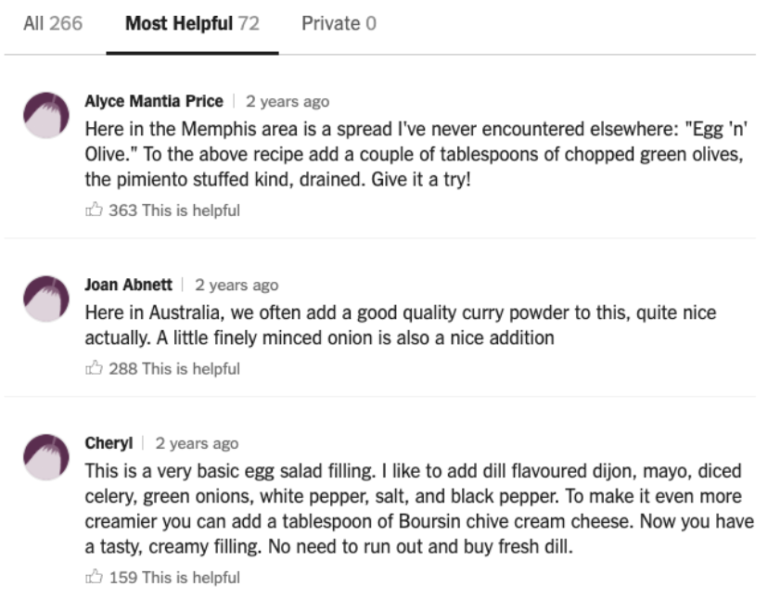 All 266 Most Helpful 72 Private 0
Alyce Mantia Price | 2 years ago
Here in the Memphis area is a spread I've never encountered elsewhere: "Egg 'n'
Olive." To the above recipe add a couple of tablespoons of chopped green olives,
the pimiento stuffed kind, drained. Give it a try!
363 This is helpful
Joan Abnett | 2 years ago
Here in Australia, we often add a good quality curry powder to this, quite nice
actually. A little finely minced onion is also a nice addition
288 This is helpful
Cheryl | 2 years ago
This is a very basic egg salad filling. I like to add dill flavoured dijon, mayo, diced
celery, green onions, white pepper, salt, and black pepper. To make it even more
creamier you can add a tablespoon of Boursin chive cream cheese. Now you have
a tasty, creamy filling. No need to run out and buy fresh dill.
159 This is helpful